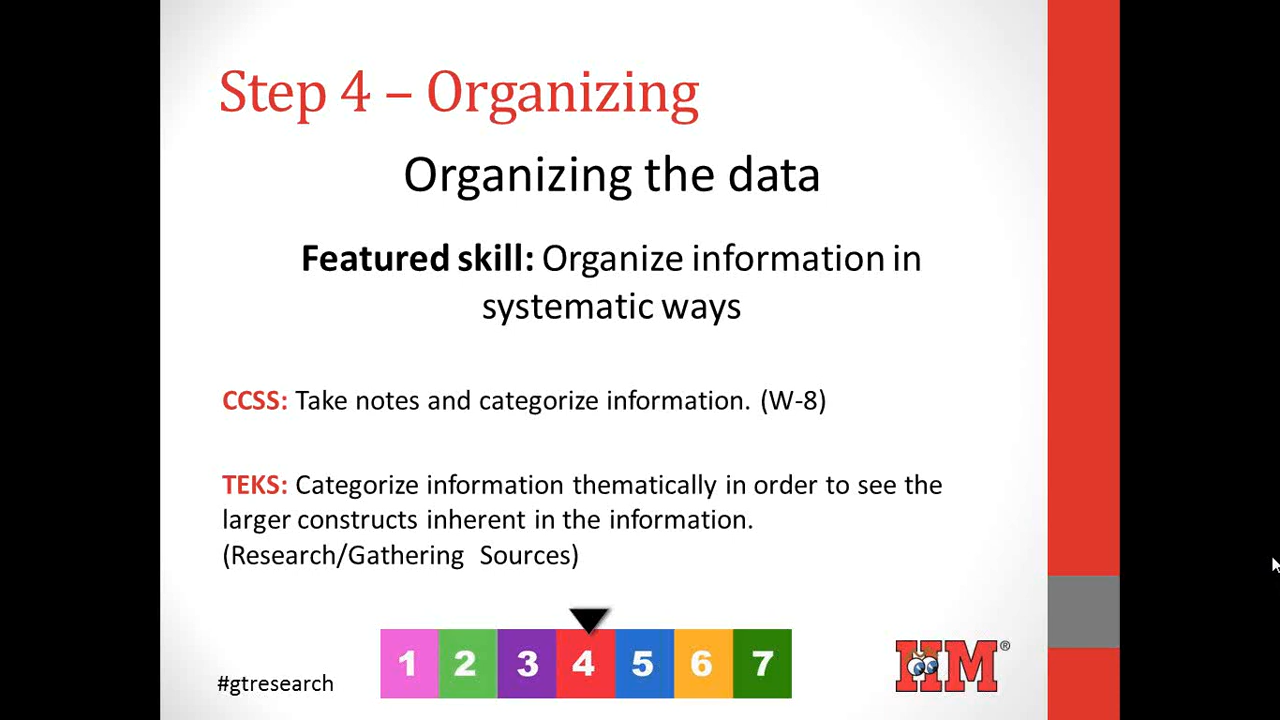 Step 4 – Organizing
Organizing the data
Featured skill: Organize information in
systematic ways
CCSS: Take notes and categorize information. (W-8)
TEKS: Categorize information thematically in order to see the
larger constructs inherent in the information.
(Research/Gathering Sources)
1 2 3 4 5 6 7
#gtresearch
HM®